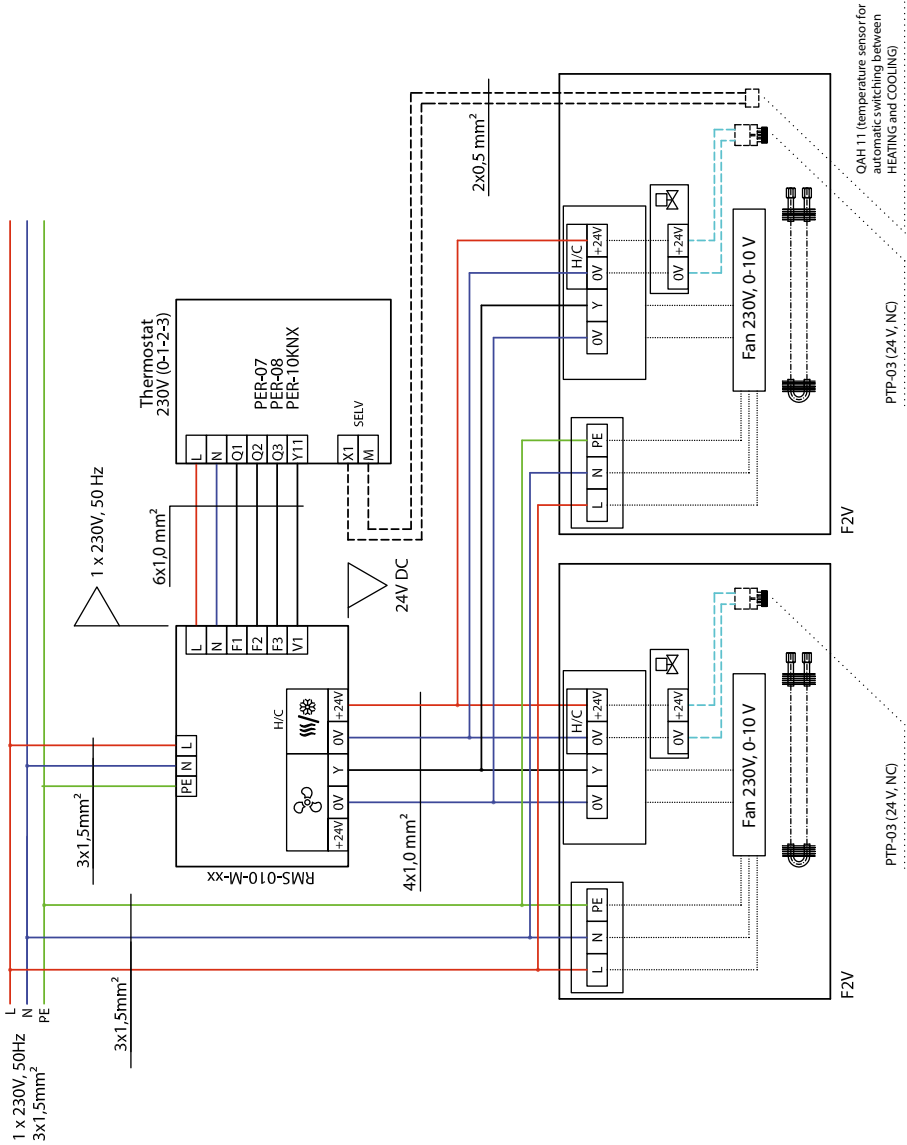 1 x 230V, 50Hz
3x1,5mm²
L
N
PE
3x1,5mm²
3x1,5mm²
RMS-010-M-xx
PE
N
L
+24V
0V
Y
0V
+24V
H/C
L
N
F1
F2
F3
V1
1 x 230V, 50 Hz
6x1,0 mm²
24V DC
4x1,0 mm²
Thermostat
230V (0-1-2-3)
PER-07
PER-08
PER-10KNX
SELV
L
N
Q1
Q2
Q3
Y11
X1
M
2x0,5 mm²
L
N
PE
0V
Y
0V
+24V
H/C
0V
+24V
Fan 230V, 0-10 V
F2V
PTP-03 (24 V, NC)
L
N
PE
0V
Y
0V
+24V
H/C
0V
+24V
Fan 230V, 0-10 V
F2V
PTP-03 (24 V, NC)
QAH 11 (temperature sensor for
automatic switching between
HEATING and COOLING)